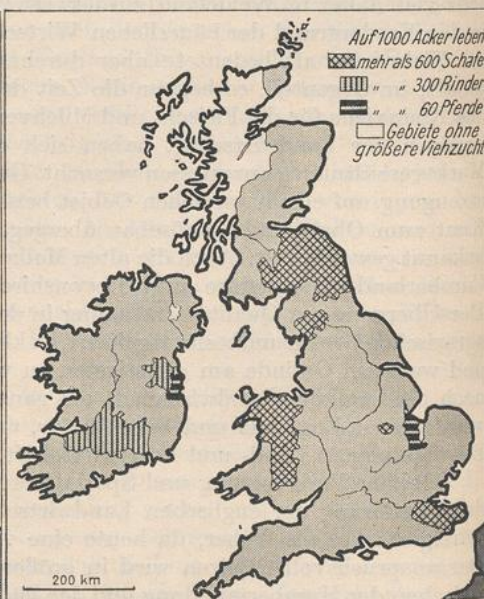 Auf 1000 Acker leben
mehr als 600 Schafe
" " 300 Rinder
" " 60 Pferde
Gebiete ohne
größere Viehzucht
200 km